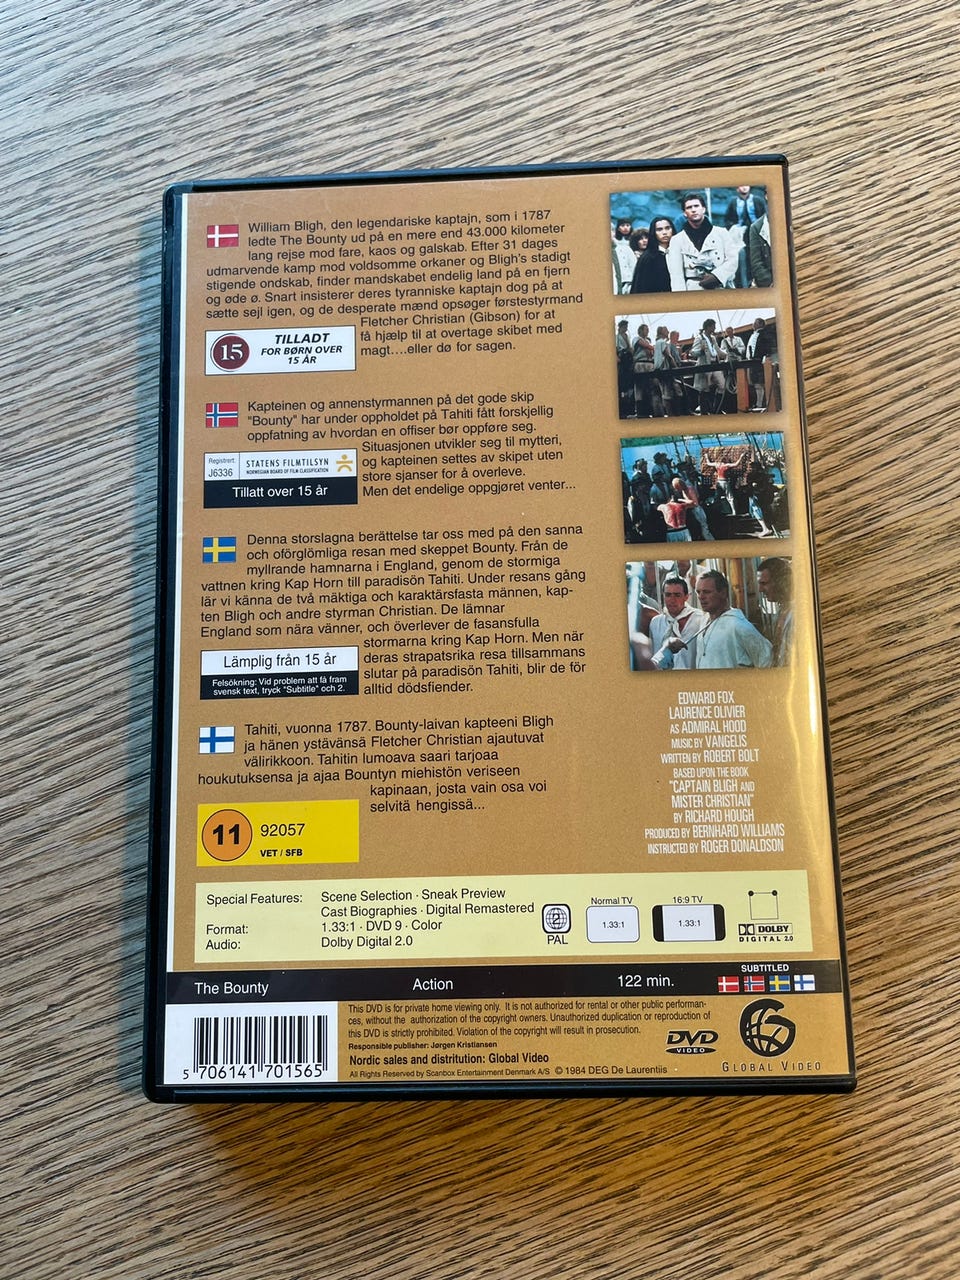 William Bligh, den legendariske kaptajn, som i 1787
ledte The Bounty ud på en mere end 43.000 kilometer
lang rejse mod fare, kaos og galskab. Efter 31 dages
udmarvende kamp mod voldsomme orkaner og Bligh's stadigt
stigende ondskab, finder mandskabet endelig land på en fjern
og øde ø. Snart insisterer deres tyranniske kaptajn dog på at
sætte sejl igen, og de desperate mænd opsøger førstestyrmand
Fletcher Christian (Gibson) for at
få hjælp til at overtage skibet med
magt....eller dø for sagen.
15
TILLADT
FOR BØRN OVER
15 ÅR
Kapteinen og annenstyrmannen på det gode skip
"Bounty" har under oppholdet på Tahiti fått forskjellig
oppfatning av hvordan en offiser bør oppføre seg.
Situasjonen utvikler seg til mytteri,
og kapteinen settes av skipet uten
store sjanser for å overleve.
Men det endelige oppgjøret venter...
Registrert:
J6336
STATENS FILMTILSYN
NORWEGIAN BOARD OF FILM CLASSIFICATION
Tillatt over 15 år
Denna storslagna berättelse tar oss med på den sanna
och oförglömliga resan med skeppet Bounty. Från de
myllrande hamnarna i England, genom de stormiga
vattnen kring Kap Horn till paradisön Tahiti. Under resans gång
lär vi känna de två mäktiga och karaktärsfasta männen, kap-
ten Bligh och andre styrman Christian. De lämnar
England som nära vänner, och överlever de fasansfulla
stormarna kring Kap Horn. Men när
deras strapatsrika resa tillsammans
slutar på paradisön Tahiti, blir de för
alltid dödsfiender.
Lämplig från 15 år
Felsökning: Vid problem att få fram
svensk text, tryck "Subtitle" och 2.
Tahiti, vuonna 1787. Bounty-laivan kapteeni Bligh
ja hänen ystävänsä Fletcher Christian ajautuvat
välirikkoon. Tahitin lumoava saari tarjoaa
houkutuksensa ja ajaa Bountyn miehistön veriseen
kapinaan, josta vain osa voi
selvitä hengissä...
11
92057
VET / SFB
EDWARD FOX
LAURENCE OLIVIER
AS ADMIRAL HOOD
MUSIC BY VANGELIS
WRITTEN BY ROBERT BOLT
BASED UPON THE BOOK
"CAPTAIN BLIGH AND
MISTER CHRISTIAN"
BY RICHARD HOUGH
PRODUCED BY BERNHARD WILLIAMS
INSTRUCTED BY ROGER DONALDSON
Special Features: Scene Selection · Sneak Preview
Cast Biographies · Digital Remastered
Format: 1.33:1 · DVD 9 · Color
Audio: Dolby Digital 2.0
2
PAL
Normal TV
1.33:1
16:9 TV
1.33:1
DOLBY
DIGITAL 2.0
The Bounty
Action
122 min.
SUBTITLED
5 706141 701565
This DVD is for private home viewing only. It is not authorized for rental or other public performan-
ces, without the authorization of the copyright owners. Unauthorized duplication or reproduction of
this DVD is strictly prohibited. Violation of the copyright will result in prosecution.
Responsible publisher: Jørgen Kristiansen
Nordic sales and distritution: Global Video
All Rights Reserved by Scanbox Entertainment Denmark A/S © 1984 DEG De Laurentiis
DVD
VIDEO
GLOBAL VIDEO